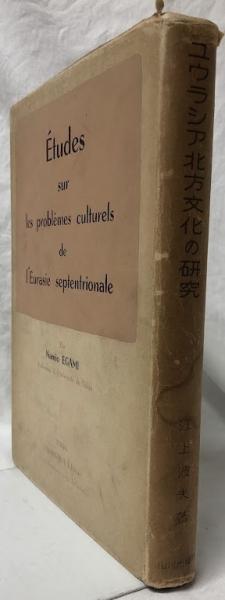 Études
sur
les problèmes culturels
de
l'Eurasie septentrionale
Par
Namio EGAMI
ユウラシア北方文化の研究
江上波夫著